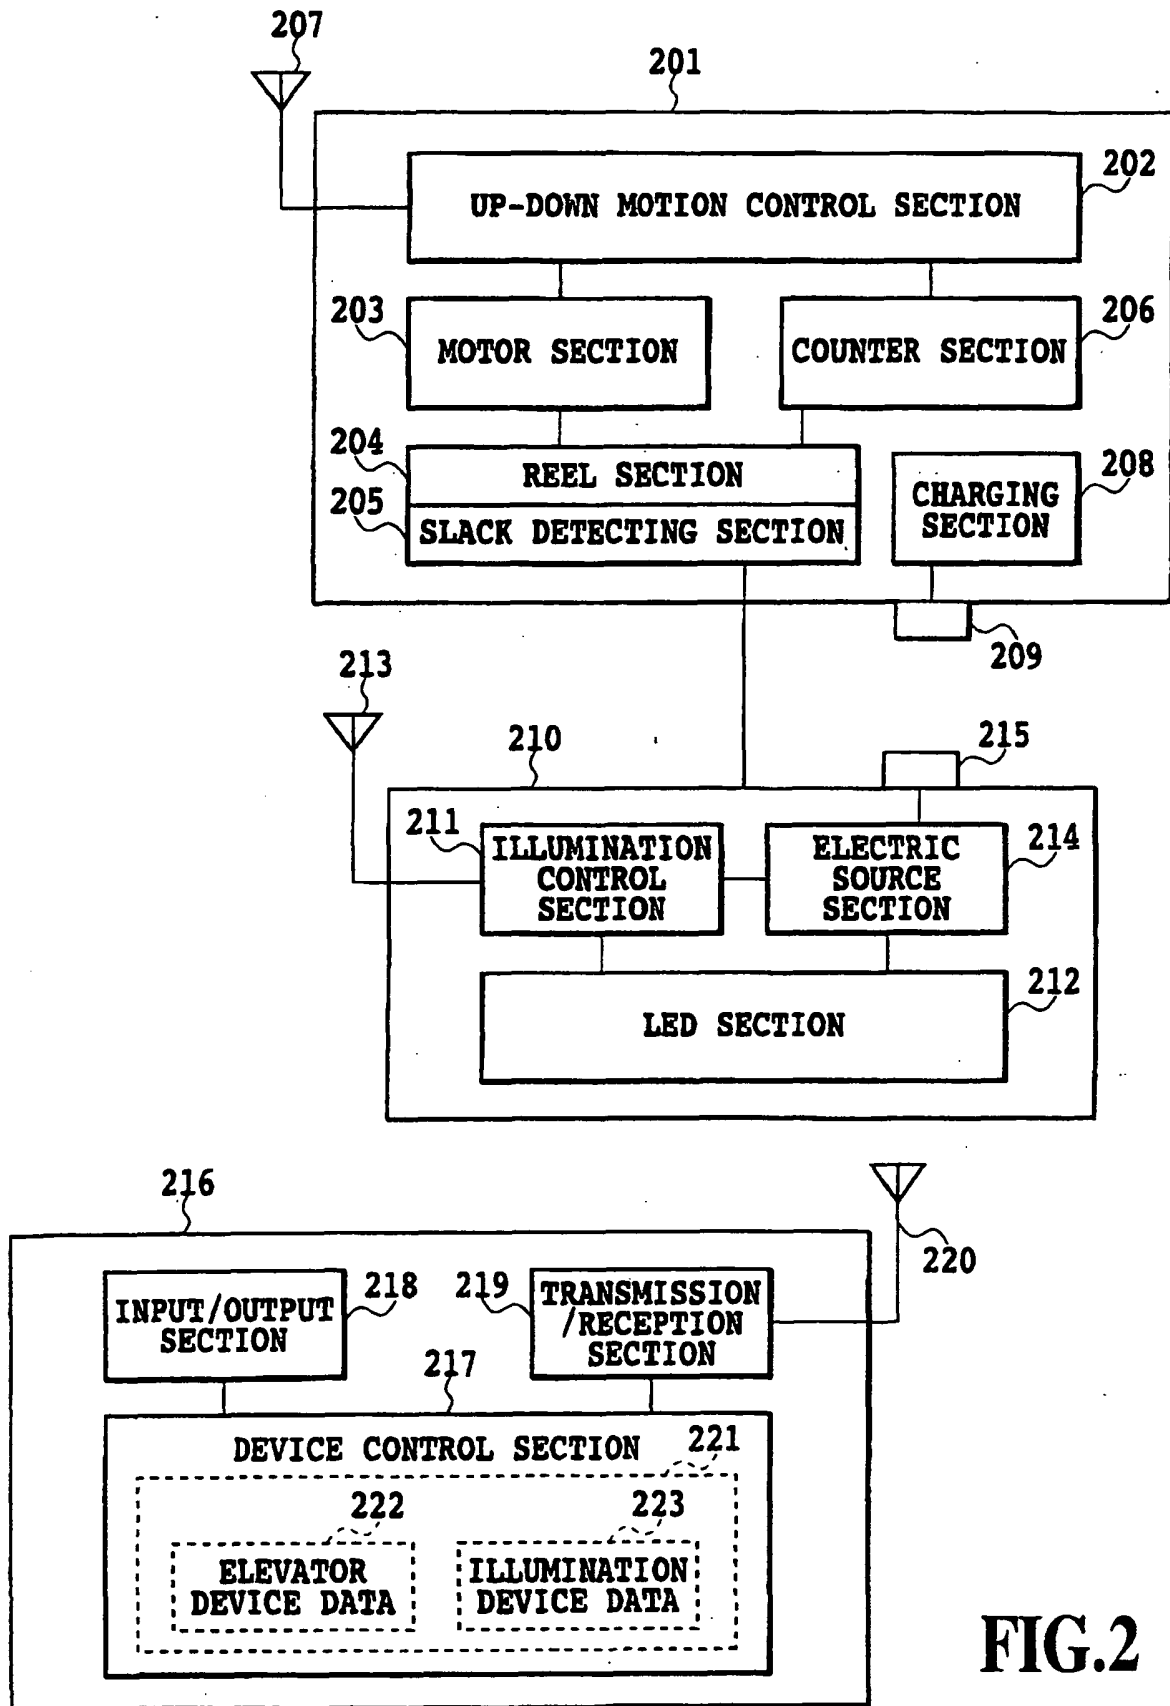 207
201
202
UP-DOWN MOTION CONTROL SECTION
203
206
MOTOR SECTION
COUNTER SECTION
204
208
REEL SECTION
CHARGING
SECTION
205
SLACK DETECTING SECTION
209
213
210
215
211
ILLUMINATION
CONTROL
SECTION
ELECTRIC
SOURCE
SECTION
214
212
LED SECTION
216
220
218
219
INPUT/OUTPUT
SECTION
TRANSMISSION
/RECEPTION
SECTION
217
DEVICE CONTROL SECTION
221
222
223
ELEVATOR
DEVICE DATA
ILLUMINATION
DEVICE DATA
FIG.2